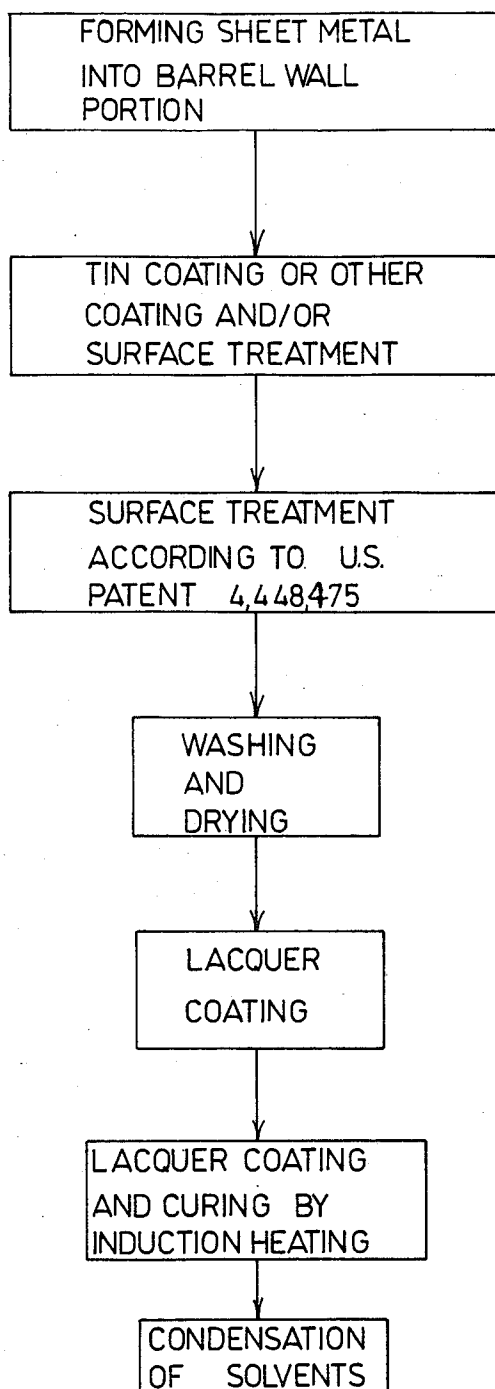 FORMING SHEET METAL
INTO BARREL WALL
PORTION
TIN COATING OR OTHER
COATING AND/OR
SURFACE TREATMENT
SURFACE TREATMENT
ACCORDING TO U.S.
PATENT 4,448,475
WASHING
AND
DRYING
LACQUER
COATING
LACQUER COATING
AND CURING BY
INDUCTION HEATING
CONDENSATION
OF SOLVENTS